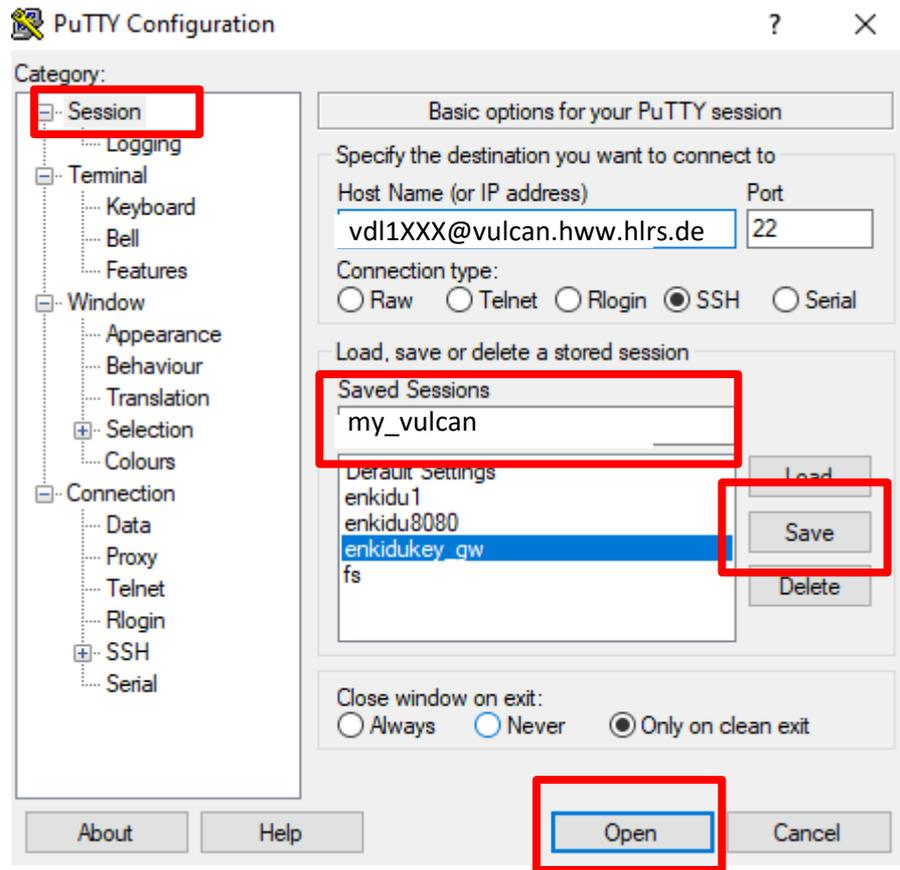 PuTTY Configuration
?
Category:
Session
Logging
Terminal
Keyboard
Bell
Features
Window
Appearance
Behaviour
Translation
Selection
Colours
Connection
Data
Proxy
Telnet
Rlogin
SSH
Serial
Basic options for your PuTTY session
Specify the destination you want to connect to
Host Name (or IP address) Port
vdl1XXX@vulcan.hww.hlrs.de 22
Connection type:
Raw Telnet Rlogin SSH Serial
Load, save or delete a stored session
Saved Sessions
my_vulcan
Default Settings
enkidu1
enkidu8080
enkidukey_gw
fs
Load
Save
Delete
Close window on exit:
Always Never Only on clean exit
About Help Open Cancel